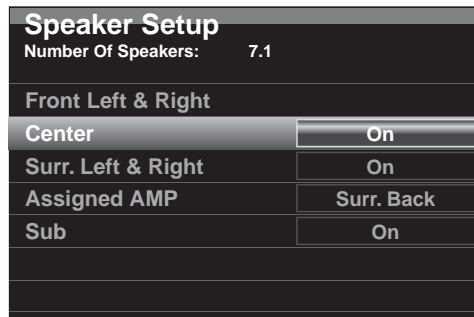 Speaker Setup
Number Of Speakers: 7.1
Front Left & Right
Center On
Surr. Left & Right On
Assigned AMP Surr. Back
Sub On